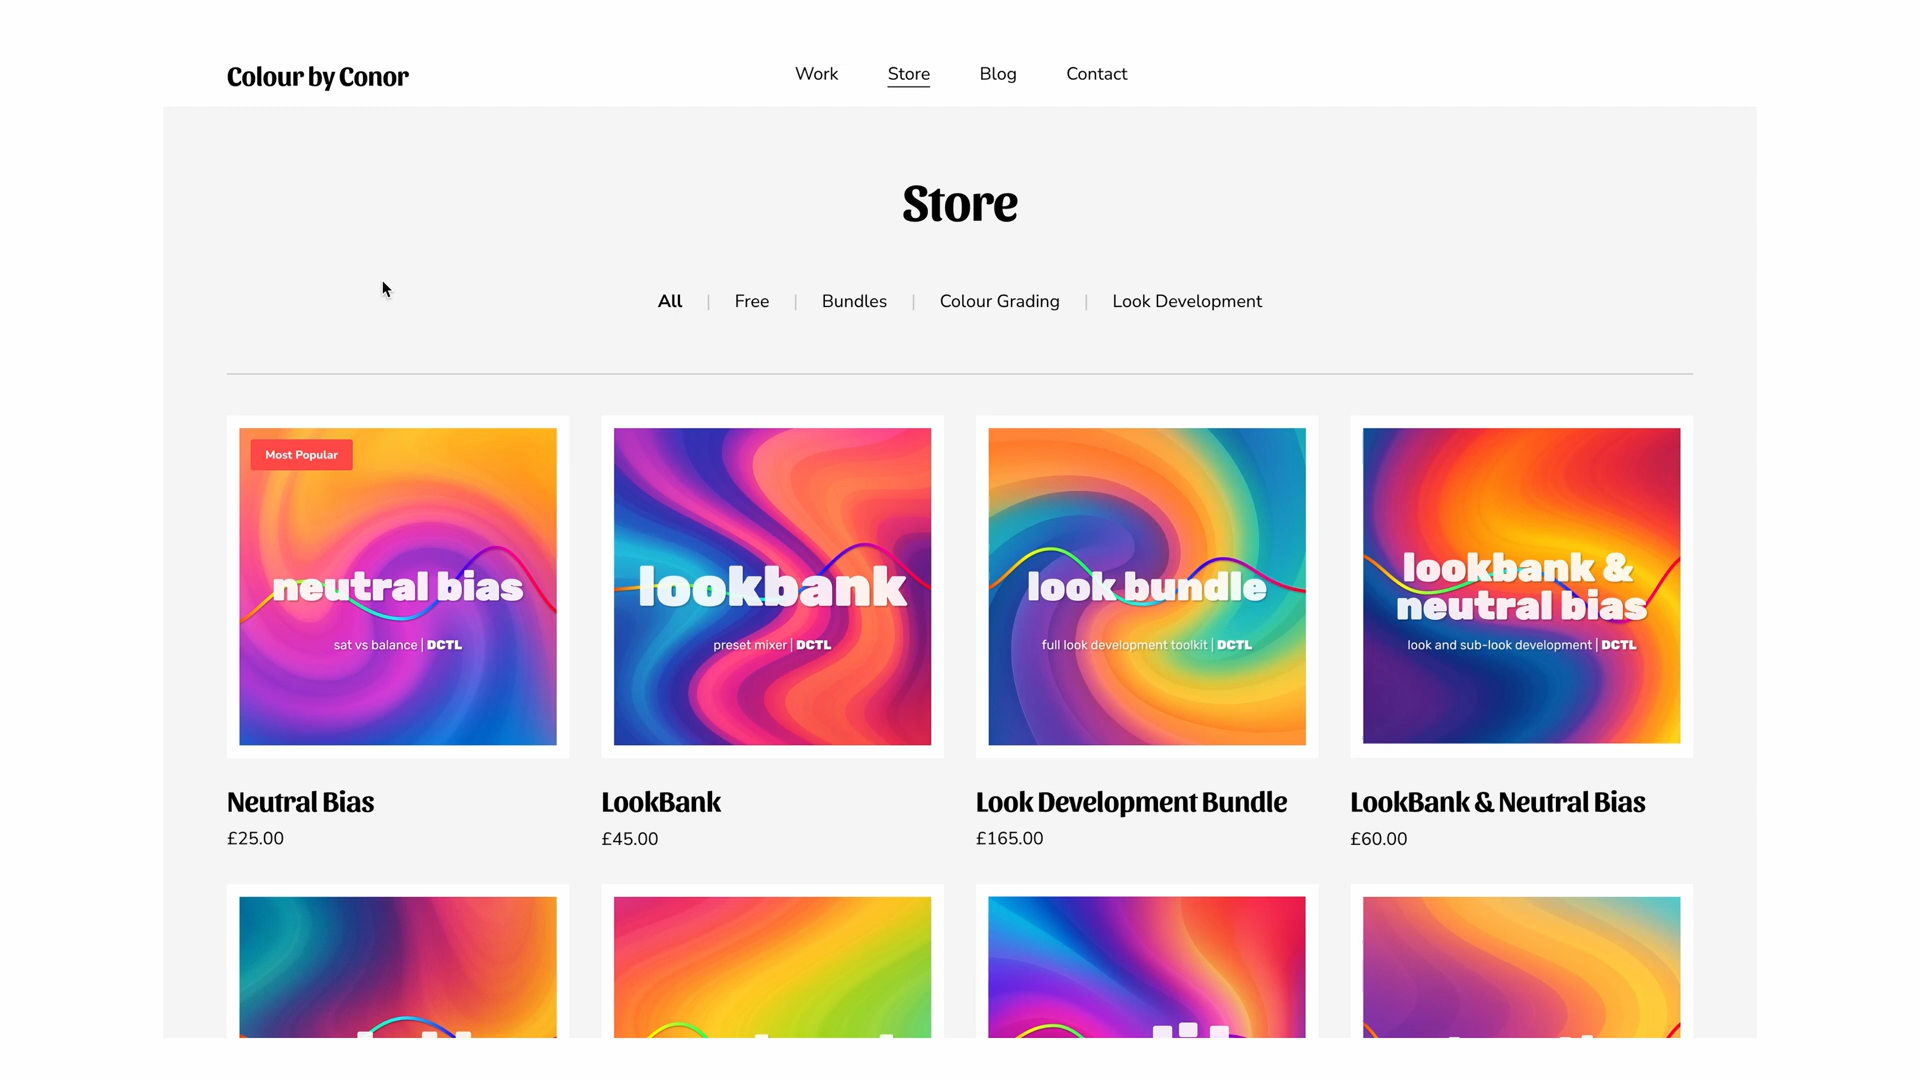 Colour by Conor
Work
Store
Blog
Contact
Store
All | Free | Bundles | Colour Grading | Look Development
Most Popular
neutral bias
sat vs balance | DCTL
lookbank
preset mixer | DCTL
look bundle
full look development toolkit | DCTL
lookbank &
neutral bias
look and sub-look development | DCTL
Neutral Bias
£25.00
LookBank
£45.00
Look Development Bundle
£165.00
LookBank & Neutral Bias
£60.00